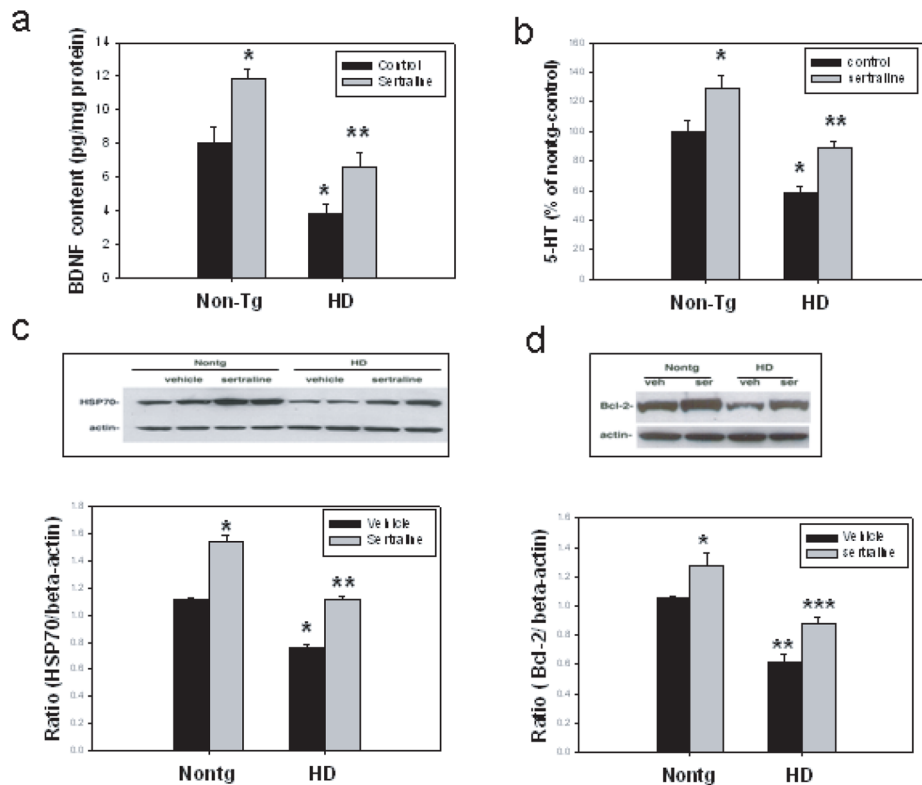 a
BDNF content (pg/mg protein)
14
12
10
8
6
4
2
0
Control
Sertraline
*
*
**
Non-Tg HD
b
5-HT (% of nontg-control)
160
140
120
100
80
60
40
20
0
control
sertraline
*
*
**
Non-Tg HD
c
Nontg HD
vehicle sertraline vehicle sertraline
HSP70-
actin-
Ratio (HSP70/beta-actin)
1.8
1.6
1.4
1.2
1.0
0.8
0.6
0.4
0.2
0.0
Vehicle
Sertraline
*
*
**
Nontg HD
d
Nontg HD
veh ser veh ser
Bcl-2-
actin-
Ratio ( Bcl-2/ beta-actin)
1.6
1.4
1.2
1.0
0.8
0.6
0.4
0.2
0.0
Vehicle
sertraline
*
**
***
Nontg HD